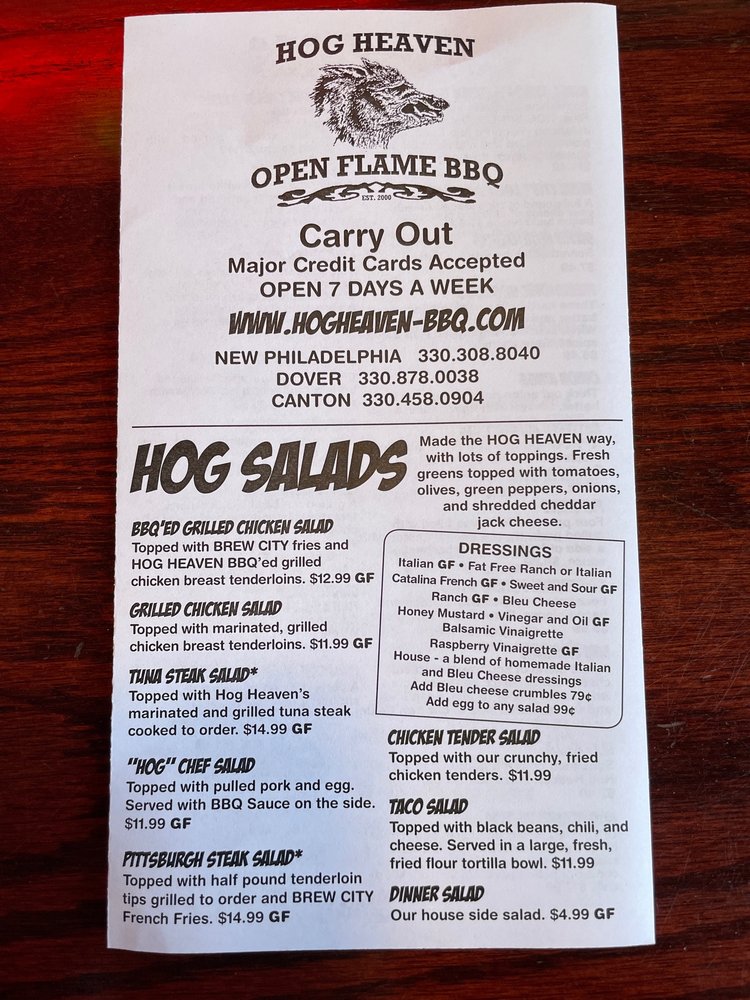 HOG HEAVEN
OPEN FLAME BBQ
EST. 2000
Carry Out
Major Credit Cards Accepted
OPEN 7 DAYS A WEEK
WWW.HOGHEAVEN-BBQ.COM
NEW PHILADELPHIA 330.308.8040
DOVER 330.878.0038
CANTON 330.458.0904
HOG SALADS
Made the HOG HEAVEN way,
with lots of toppings. Fresh
greens topped with tomatoes,
olives, green peppers, onions,
and shredded cheddar
jack cheese.
BBQ'ED GRILLED CHICKEN SALAD
Topped with BREW CITY fries and
HOG HEAVEN BBQ'ed grilled
chicken breast tenderloins. $12.99 GF
GRILLED CHICKEN SALAD
Topped with marinated, grilled
chicken breast tenderloins. $11.99 GF
TUNA STEAK SALAD*
Topped with Hog Heaven's
marinated and grilled tuna steak
cooked to order. $14.99 GF
"HOG" CHEF SALAD
Topped with pulled pork and egg.
Served with BBQ Sauce on the side.
$11.99 GF
PITTSBURGH STEAK SALAD*
Topped with half pound tenderloin
tips grilled to order and BREW CITY
French Fries. $14.99 GF
DRESSINGS
Italian GF • Fat Free Ranch or Italian
Catalina French GF • Sweet and Sour GF
Ranch GF • Bleu Cheese
Honey Mustard • Vinegar and Oil GF
Balsamic Vinaigrette
Raspberry Vinaigrette GF
House - a blend of homemade Italian
and Bleu Cheese dressings
Add Bleu cheese crumbles 79¢
Add egg to any salad 99¢
CHICKEN TENDER SALAD
Topped with our crunchy, fried
chicken tenders. $11.99
TACO SALAD
Topped with black beans, chili, and
cheese. Served in a large, fresh,
fried flour tortilla bowl. $11.99
DINNER SALAD
Our house side salad. $4.99 GF